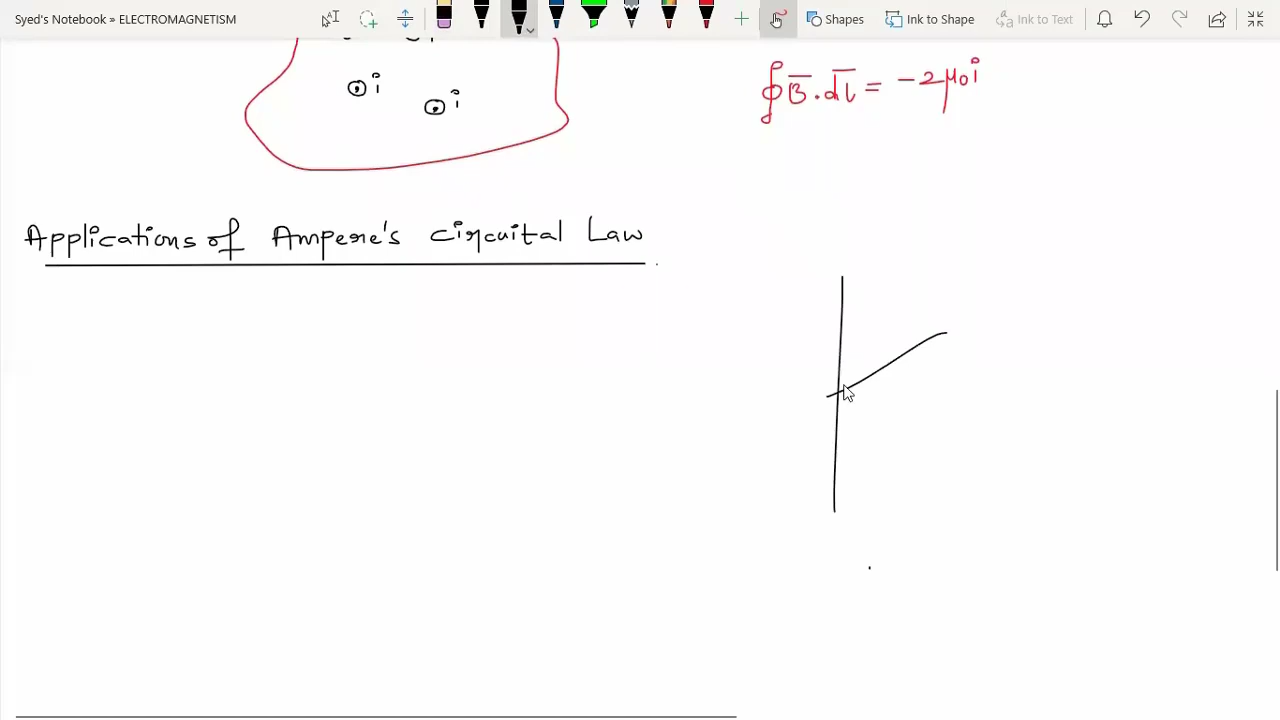 Syed's Notebook » ELECTROMAGNETISM
Shapes
Ink to Shape
Ink to Text
i
i
∮B̅.dl̅ = -2μ₀i
Applications of Ampere's Circuital Law